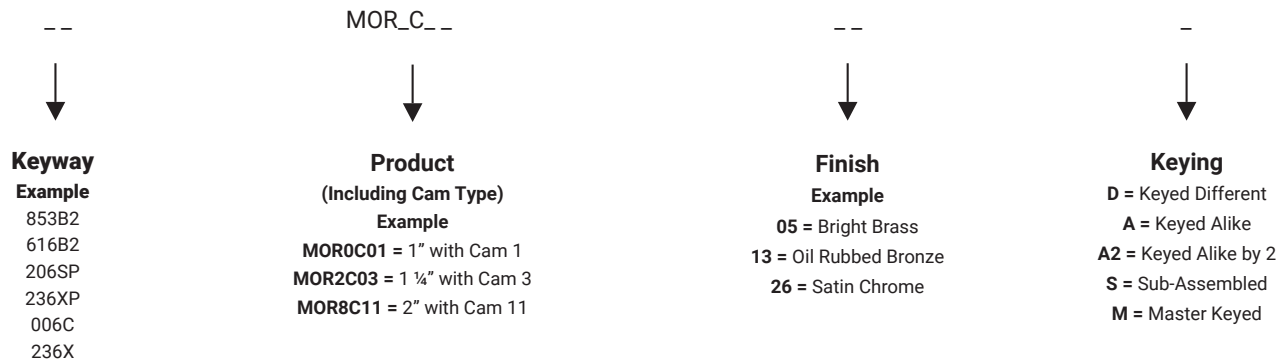 _ _
MOR_C_ _
_ _
_
Keyway
Example
853B2
616B2
206SP
236XP
006C
236X
Product
(Including Cam Type)
Example
MOR0C01 = 1” with Cam 1
MOR2C03 = 1 ¼” with Cam 3
MOR8C11 = 2” with Cam 11
Finish
Example
05 = Bright Brass
13 = Oil Rubbed Bronze
26 = Satin Chrome
Keying
D = Keyed Different
A = Keyed Alike
A2 = Keyed Alike by 2
S = Sub-Assembled
M = Master Keyed